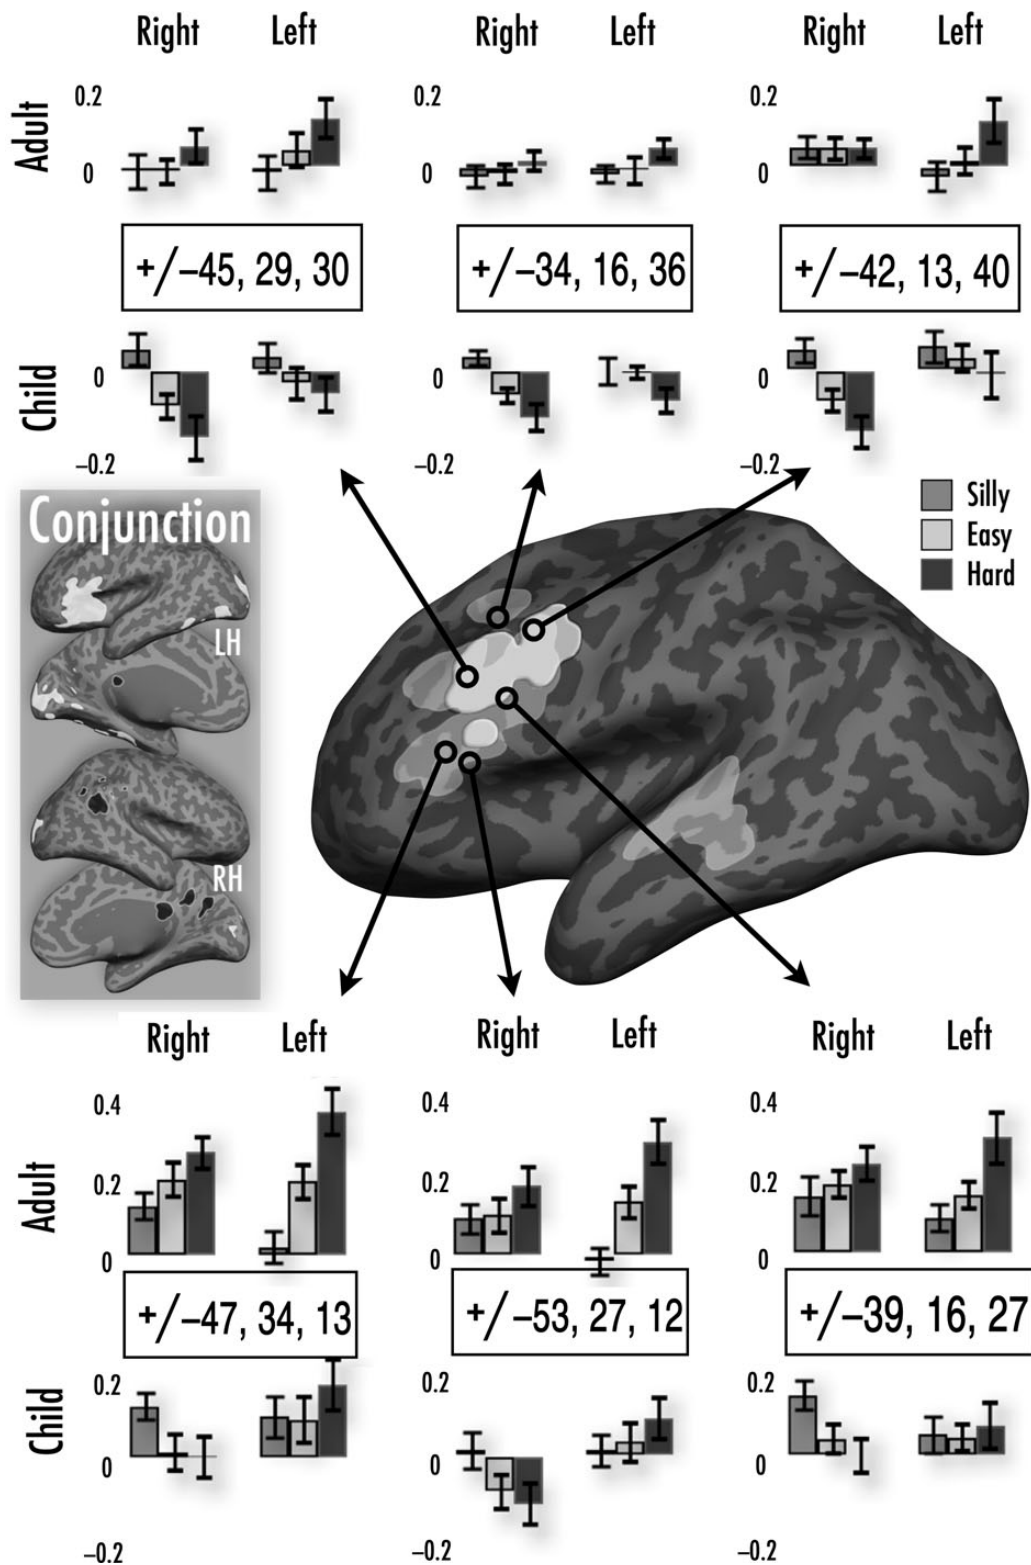 Right Left Right Left Right Left
Adult
0.2 0.2 0.2
0 0 0
+/−45, 29, 30 +/−34, 16, 36 +/−42, 13, 40
Child
0 0 0
−0.2 −0.2 −0.2
Conjunction
LH
RH
Silly
Easy
Hard
Right Left Right Left Right Left
Adult
0.4 0.4 0.4
0.2 0.2 0.2
0 0 0
+/−47, 34, 13 +/−53, 27, 12 +/−39, 16, 27
Child
0.2 0.2 0.2
0 0 0
−0.2 −0.2 −0.2